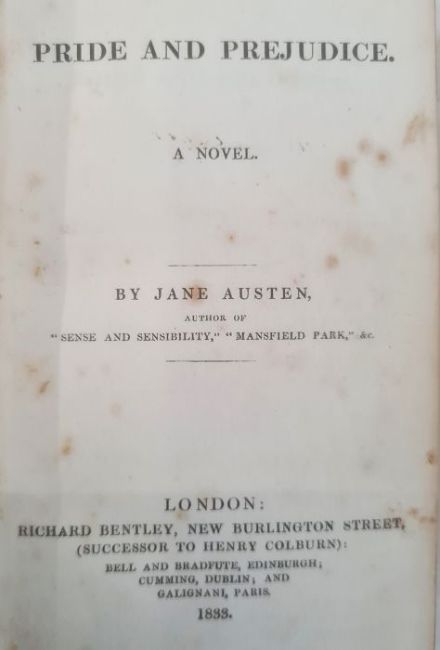 PRIDE AND PREJUDICE.
A NOVEL.
BY JANE AUSTEN,
AUTHOR OF
"SENSE AND SENSIBILITY," "MANSFIELD PARK," &c.
LONDON:
RICHARD BENTLEY, NEW BURLINGTON STREET,
(SUCCESSOR TO HENRY COLBURN):
BELL AND BRADFUTE, EDINBURGH;
CUMMING, DUBLIN; AND
GALIGNANI, PARIS.
1833.